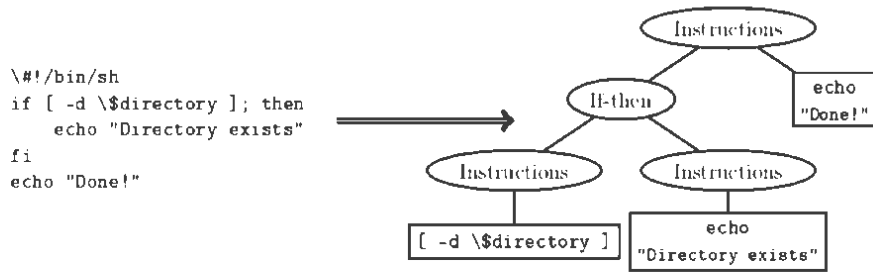 \#!/bin/sh
if [ -d \$directory ]; then
    echo "Directory exists"
fi
echo "Done!"
Instructions
If-then
echo
"Done!"
Instructions
Instructions
[ -d \$directory ]
echo
"Directory exists"